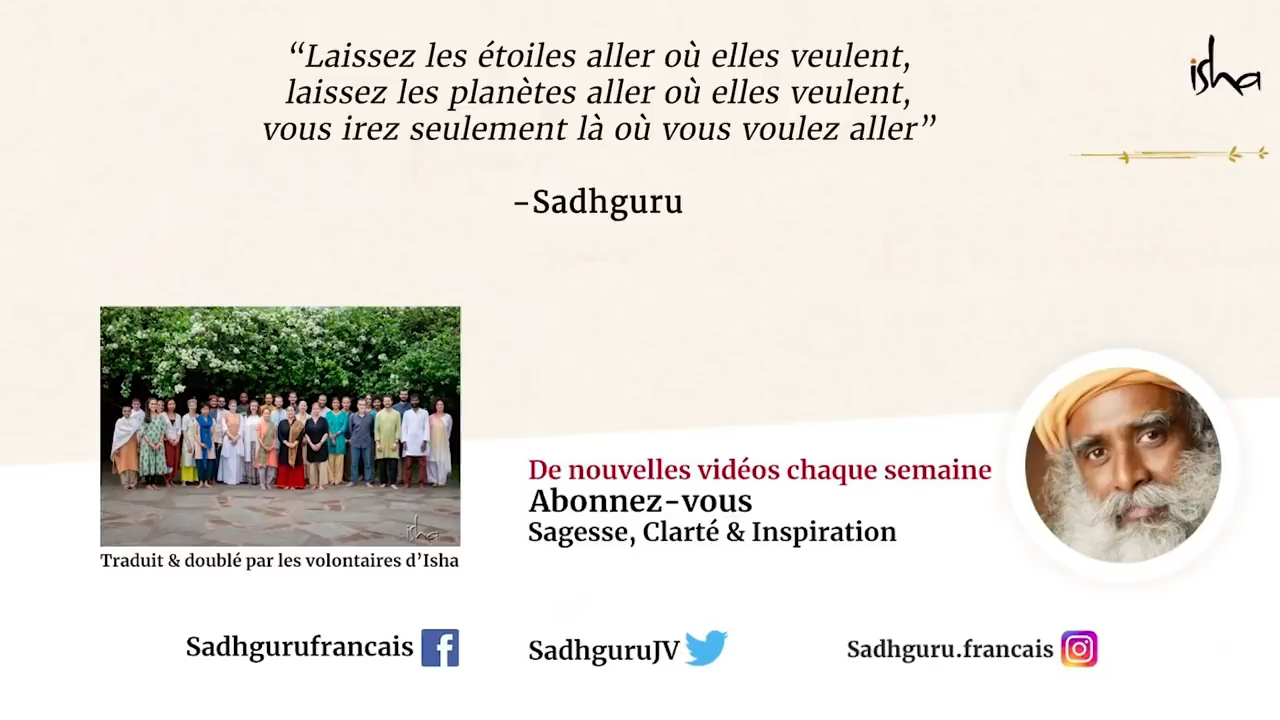 “Laissez les étoiles aller où elles veulent,
laissez les planètes aller où elles veulent,
vous irez seulement là où vous voulez aller”
-Sadhguru
isha
isha
Traduit & doublé par les volontaires d’Isha
De nouvelles vidéos chaque semaine
Abonnez-vous
Sagesse, Clarté & Inspiration
Sadhgurufrancais
SadhguruJV
Sadhguru.francais